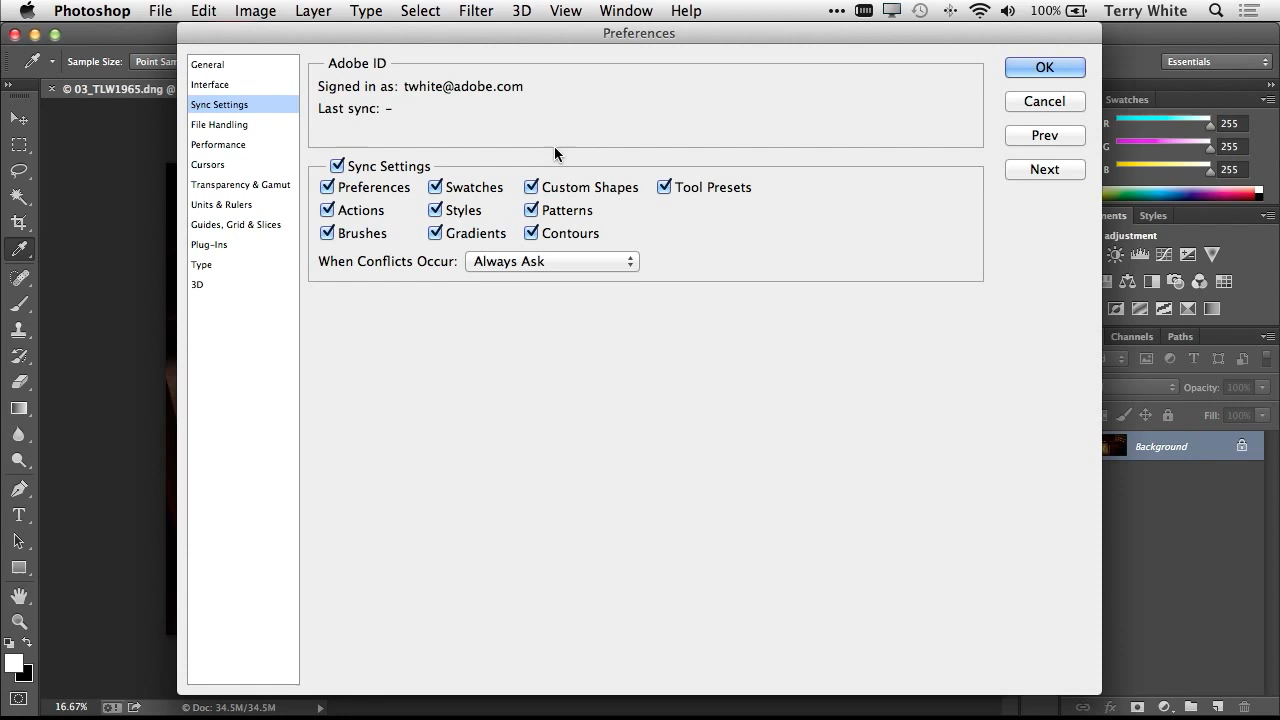 Photoshop File Edit Image Layer Type Select Filter 3D View Window Help 100% Terry White
Preferences
Sample Size: Point Sam
Essentials
© 03_TLW1965.dng @
General
Interface
Sync Settings
File Handling
Performance
Cursors
Transparency & Gamut
Units & Rulers
Guides, Grid & Slices
Plug-Ins
Type
3D
Adobe ID
Signed in as: twhite@adobe.com
Last sync: –
Sync Settings
Preferences Swatches Custom Shapes Tool Presets
Actions Styles Patterns
Brushes Gradients Contours
When Conflicts Occur: Always Ask
OK
Cancel
Prev
Next
Swatches
R 255
G 255
B 255
ments Styles
adjustment
Channels Paths
Opacity: 100%
Fill: 100%
Background
16.67% © Doc: 34.5M/34.5M